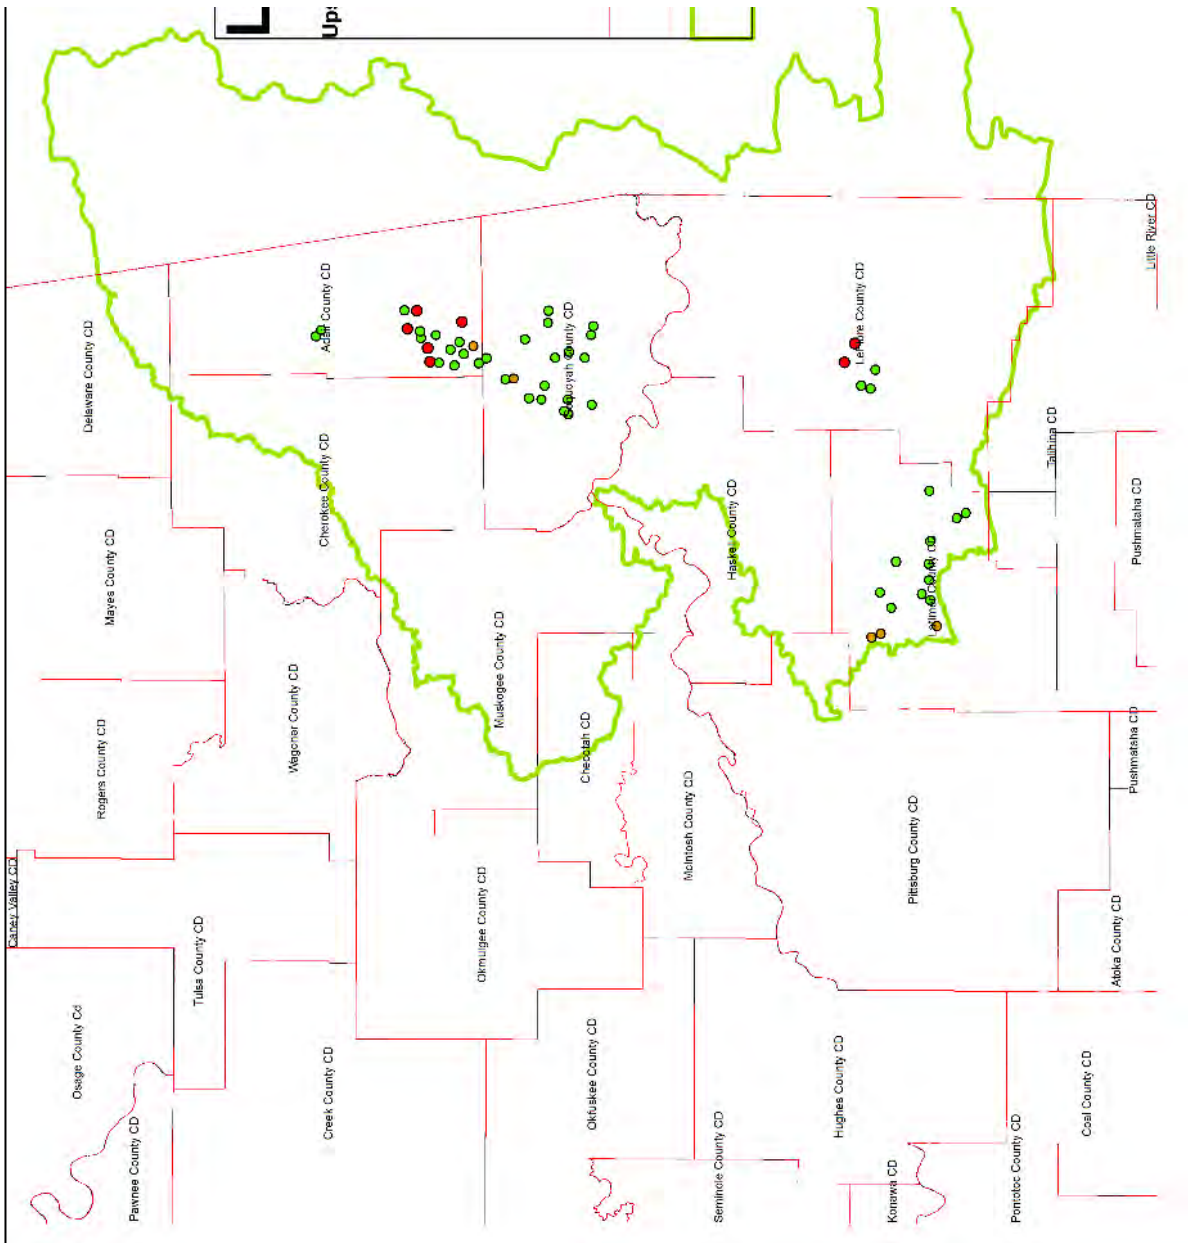 L
Ups
Delaware County CD
Adair County CD
Sequoyah County CD
LeFlore County CD
Little River CD
Cherokee County CD
Mayes County CD
Haskell County CD
Talihina CD
Pushmataha CD
Latimer County CD
Rogers County CD
Wagoner County CD
Muskogee County CD
Checotah CD
McIntosh County CD
Pittsburg County CD
Pushmataha CD
Caney Valley CD
Tulsa County CD
Okmulgee County CD
Atoka County CD
Osage County Cd
Pawnee County CD
Creek County CD
Okfuskee County CD
Seminole County CD
Hughes County CD
Konawa CD
Pontotoc County CD
Coal County CD